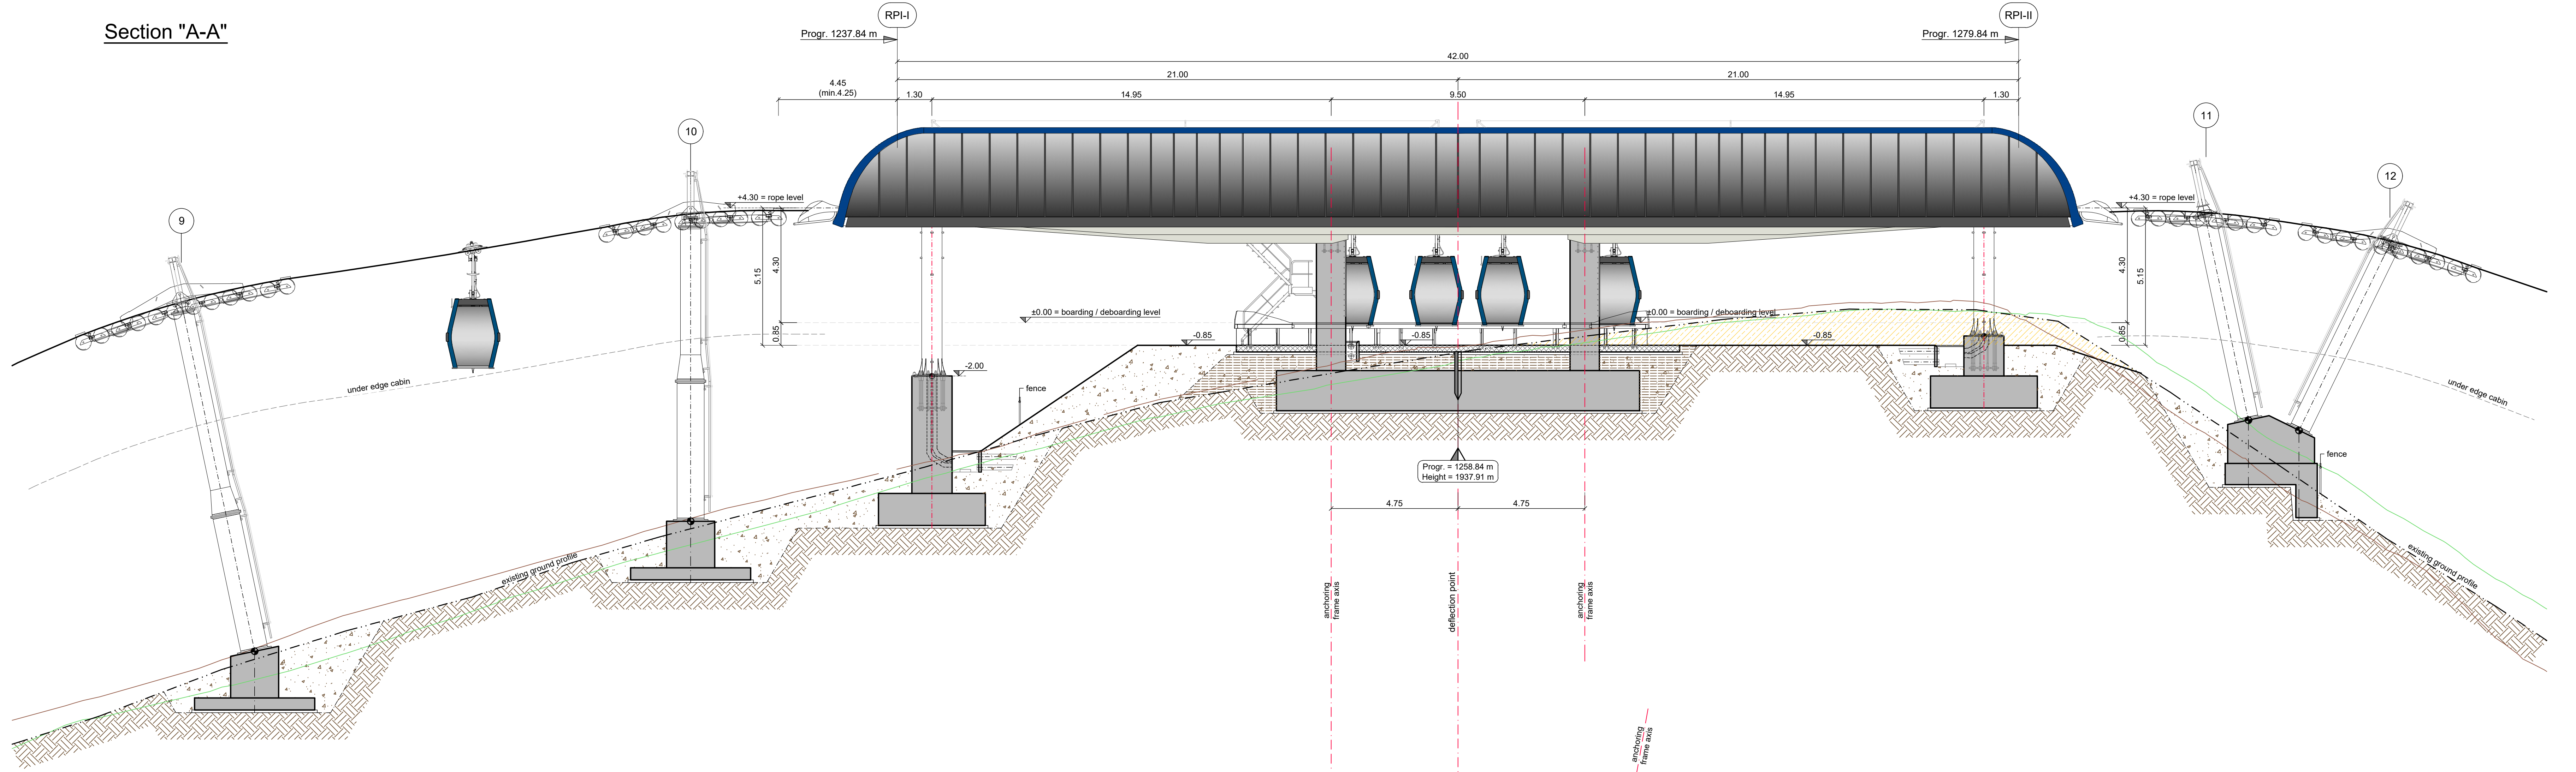 Section "A-A"
RPI-I
RPI-II
Progr. 1237.84 m
Progr. 1279.84 m
42.00
21.00
21.00
4.45
(min.4.25)
1.30
14.95
9.50
14.95
1.30
9
10
11
12
+4.30 = rope level
+4.30 = rope level
5.15
4.30
0.85
4.30
5.15
0.85
±0.00 = boarding / deboarding level
±0.00 = boarding / deboarding level
-0.85
-0.85
-0.85
-2.00
fence
fence
under edge cabin
under edge cabin
Progr. = 1258.84 m
Height = 1937.91 m
4.75
4.75
existing ground profile
existing ground profile
anchoring
frame axis
deflection point
anchoring
frame axis
anchoring
frame axis